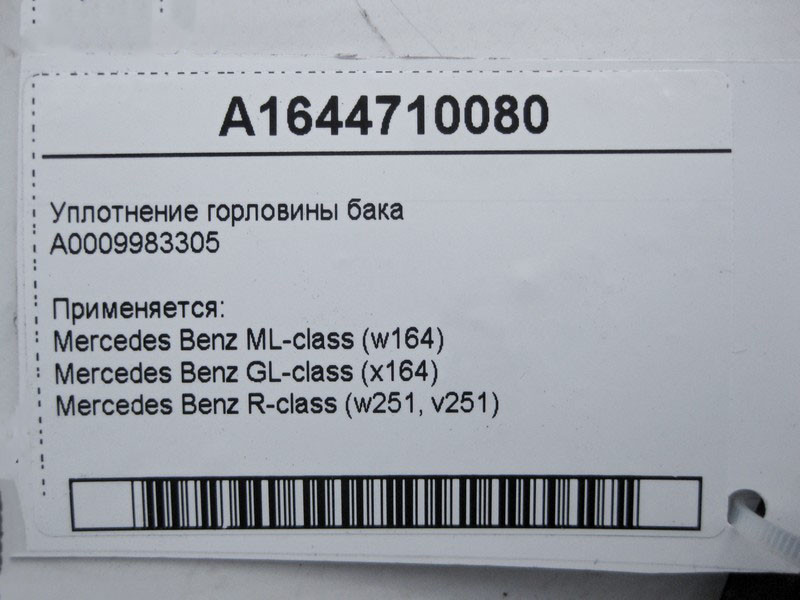 A1644710080
Уплотнение горловины бака
A0009983305
Применяется:
Mercedes Benz ML-class (w164)
Mercedes Benz GL-class (x164)
Mercedes Benz R-class (w251, v251)